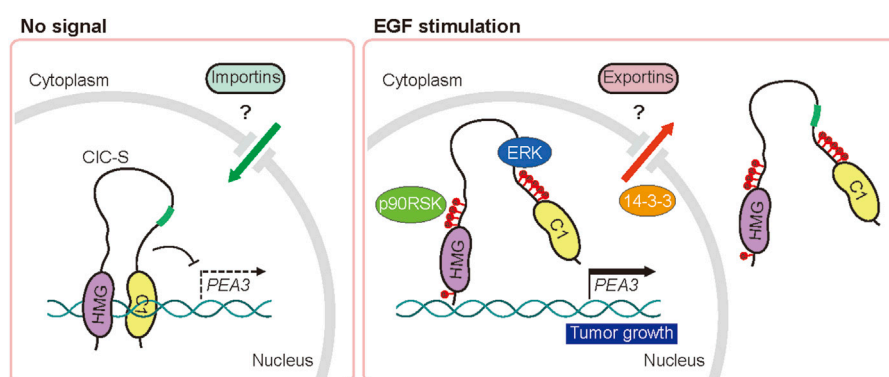 No signal
Cytoplasm
Importins
?
CIC-S
HMG
C1
PEA3
Nucleus
EGF stimulation
Cytoplasm
Exportins
?
ERK
p90RSK
14-3-3
HMG
C1
PEA3
Tumor growth
Nucleus
HMG
C1